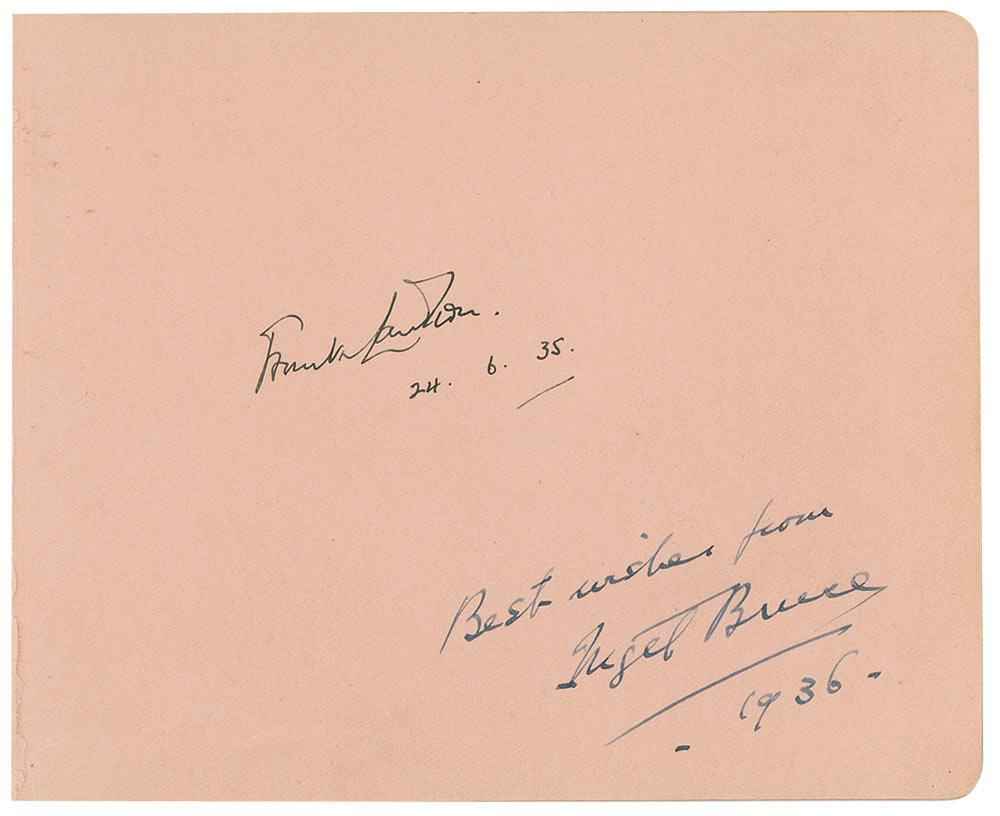 Frank Lawton.
24. 6. 35.
Best wishes from
Nigel Bruce
- 1936 -